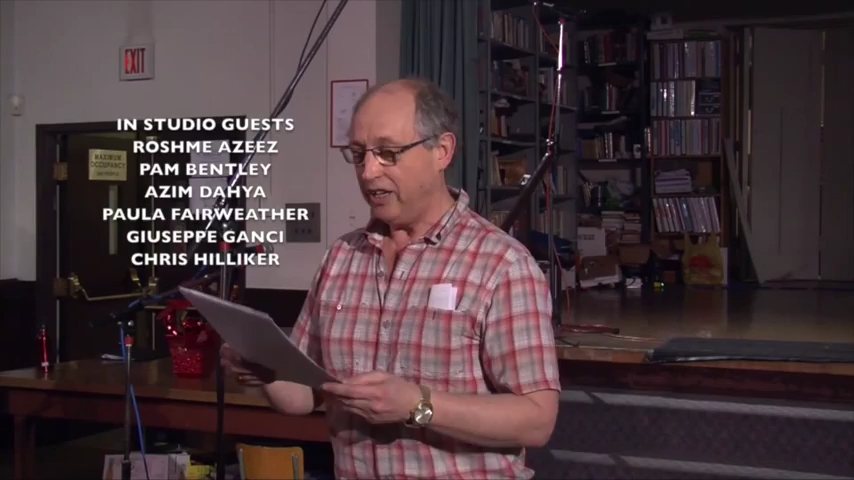 EXIT
IN STUDIO GUESTS
ROSHME AZEEZ
PAM BENTLEY
AZIM DAHYA
PAULA FAIRWEATHER
GIUSEPPE GANCI
CHRIS HILLIKER
MAXIMUM
OCCUPANCY